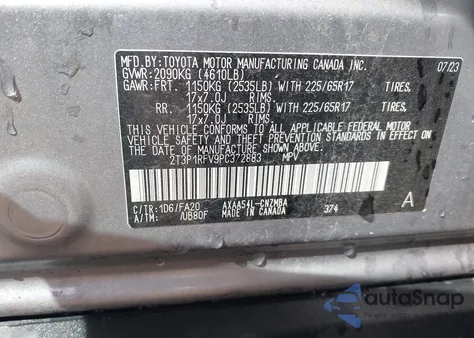 MFD.BY:TOYOTA MOTOR MANUFACTURING CANADA INC. 07/23
GVWR:2090KG (4610LB)
GAWR:FRT. 1150KG (2535LB) WITH 225/65R17 TIRES,
17x7.0J RIMS
RR. 1150KG (2535LB) WITH 225/65R17 TIRES,
17x7.0J RIMS
THIS VEHICLE CONFORMS TO ALL APPLICABLE FEDERAL MOTOR
VEHICLE SAFETY STANDARDS IN EFFECT ON THE DATE OF
MANUFACTURE SHOWN ABOVE.
2T3P1RFV9PC372883 MPV
C/TR:1D6/FA20 AXAA54L-CNZMBA A
A/TM: /UB80F MADE IN CANADA 374
autoSnap